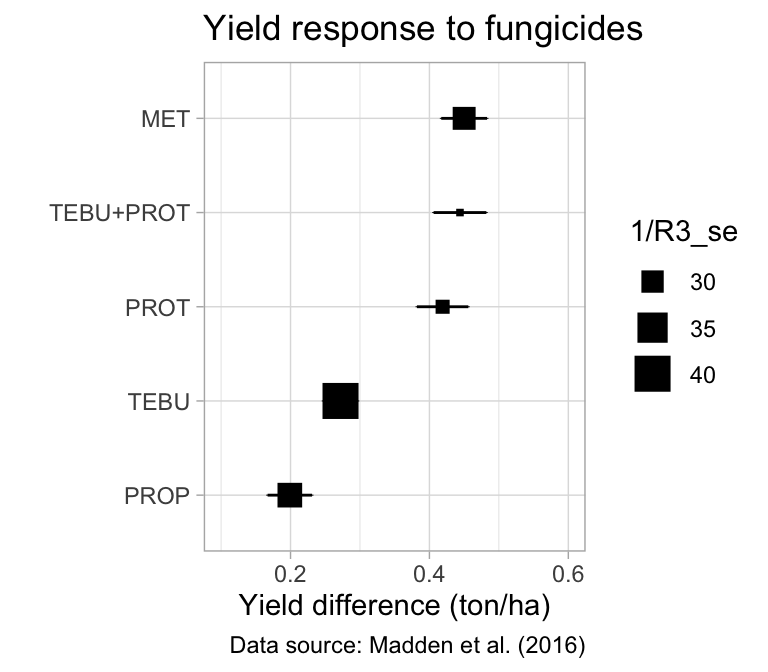 Yield response to fungicides
MET
TEBU+PROT
PROT
TEBU
PROP
0.2 0.4 0.6
Yield difference (ton/ha)
Data source: Madden et al. (2016)
1/R3_se
30
35
40